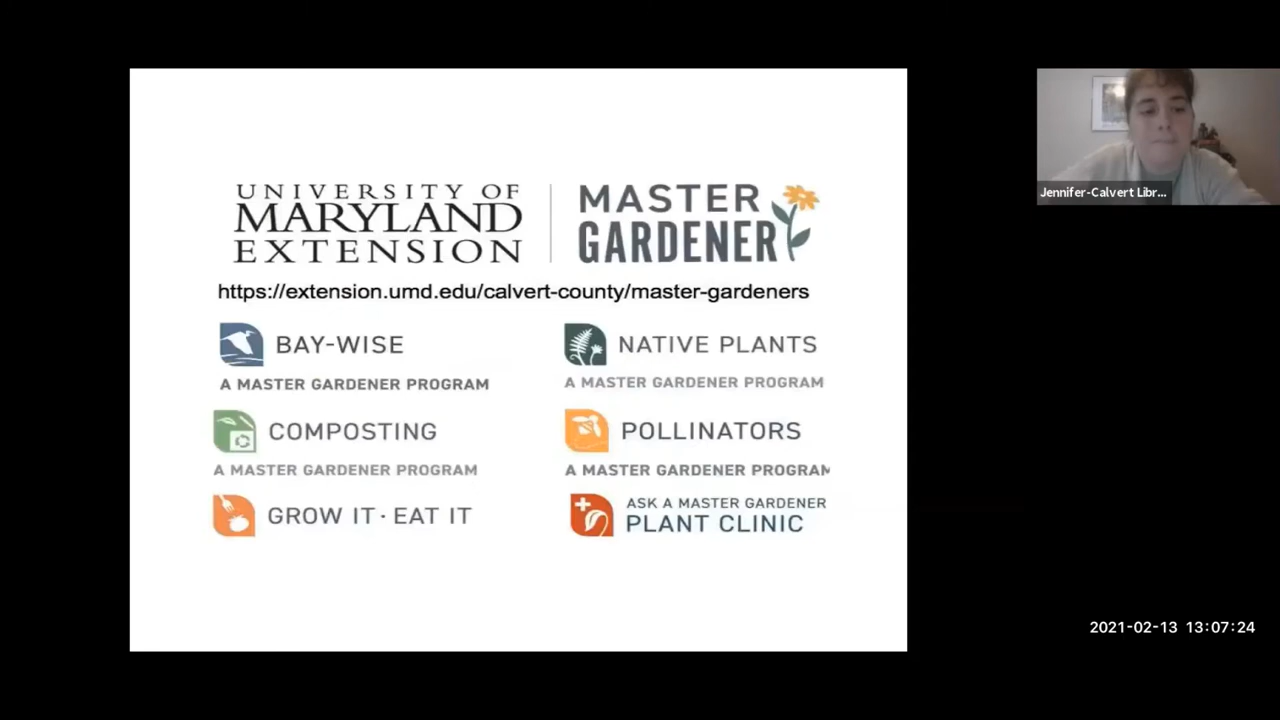 UNIVERSITY OF
MARYLAND
EXTENSION
MASTER
GARDENER
https://extension.umd.edu/calvert-county/master-gardeners
BAY-WISE
A MASTER GARDENER PROGRAM
NATIVE PLANTS
A MASTER GARDENER PROGRAM
COMPOSTING
A MASTER GARDENER PROGRAM
POLLINATORS
A MASTER GARDENER PROGRAM
GROW IT · EAT IT
ASK A MASTER GARDENER
PLANT CLINIC
Jennifer-Calvert Libr...
2021-02-13 13:07:24